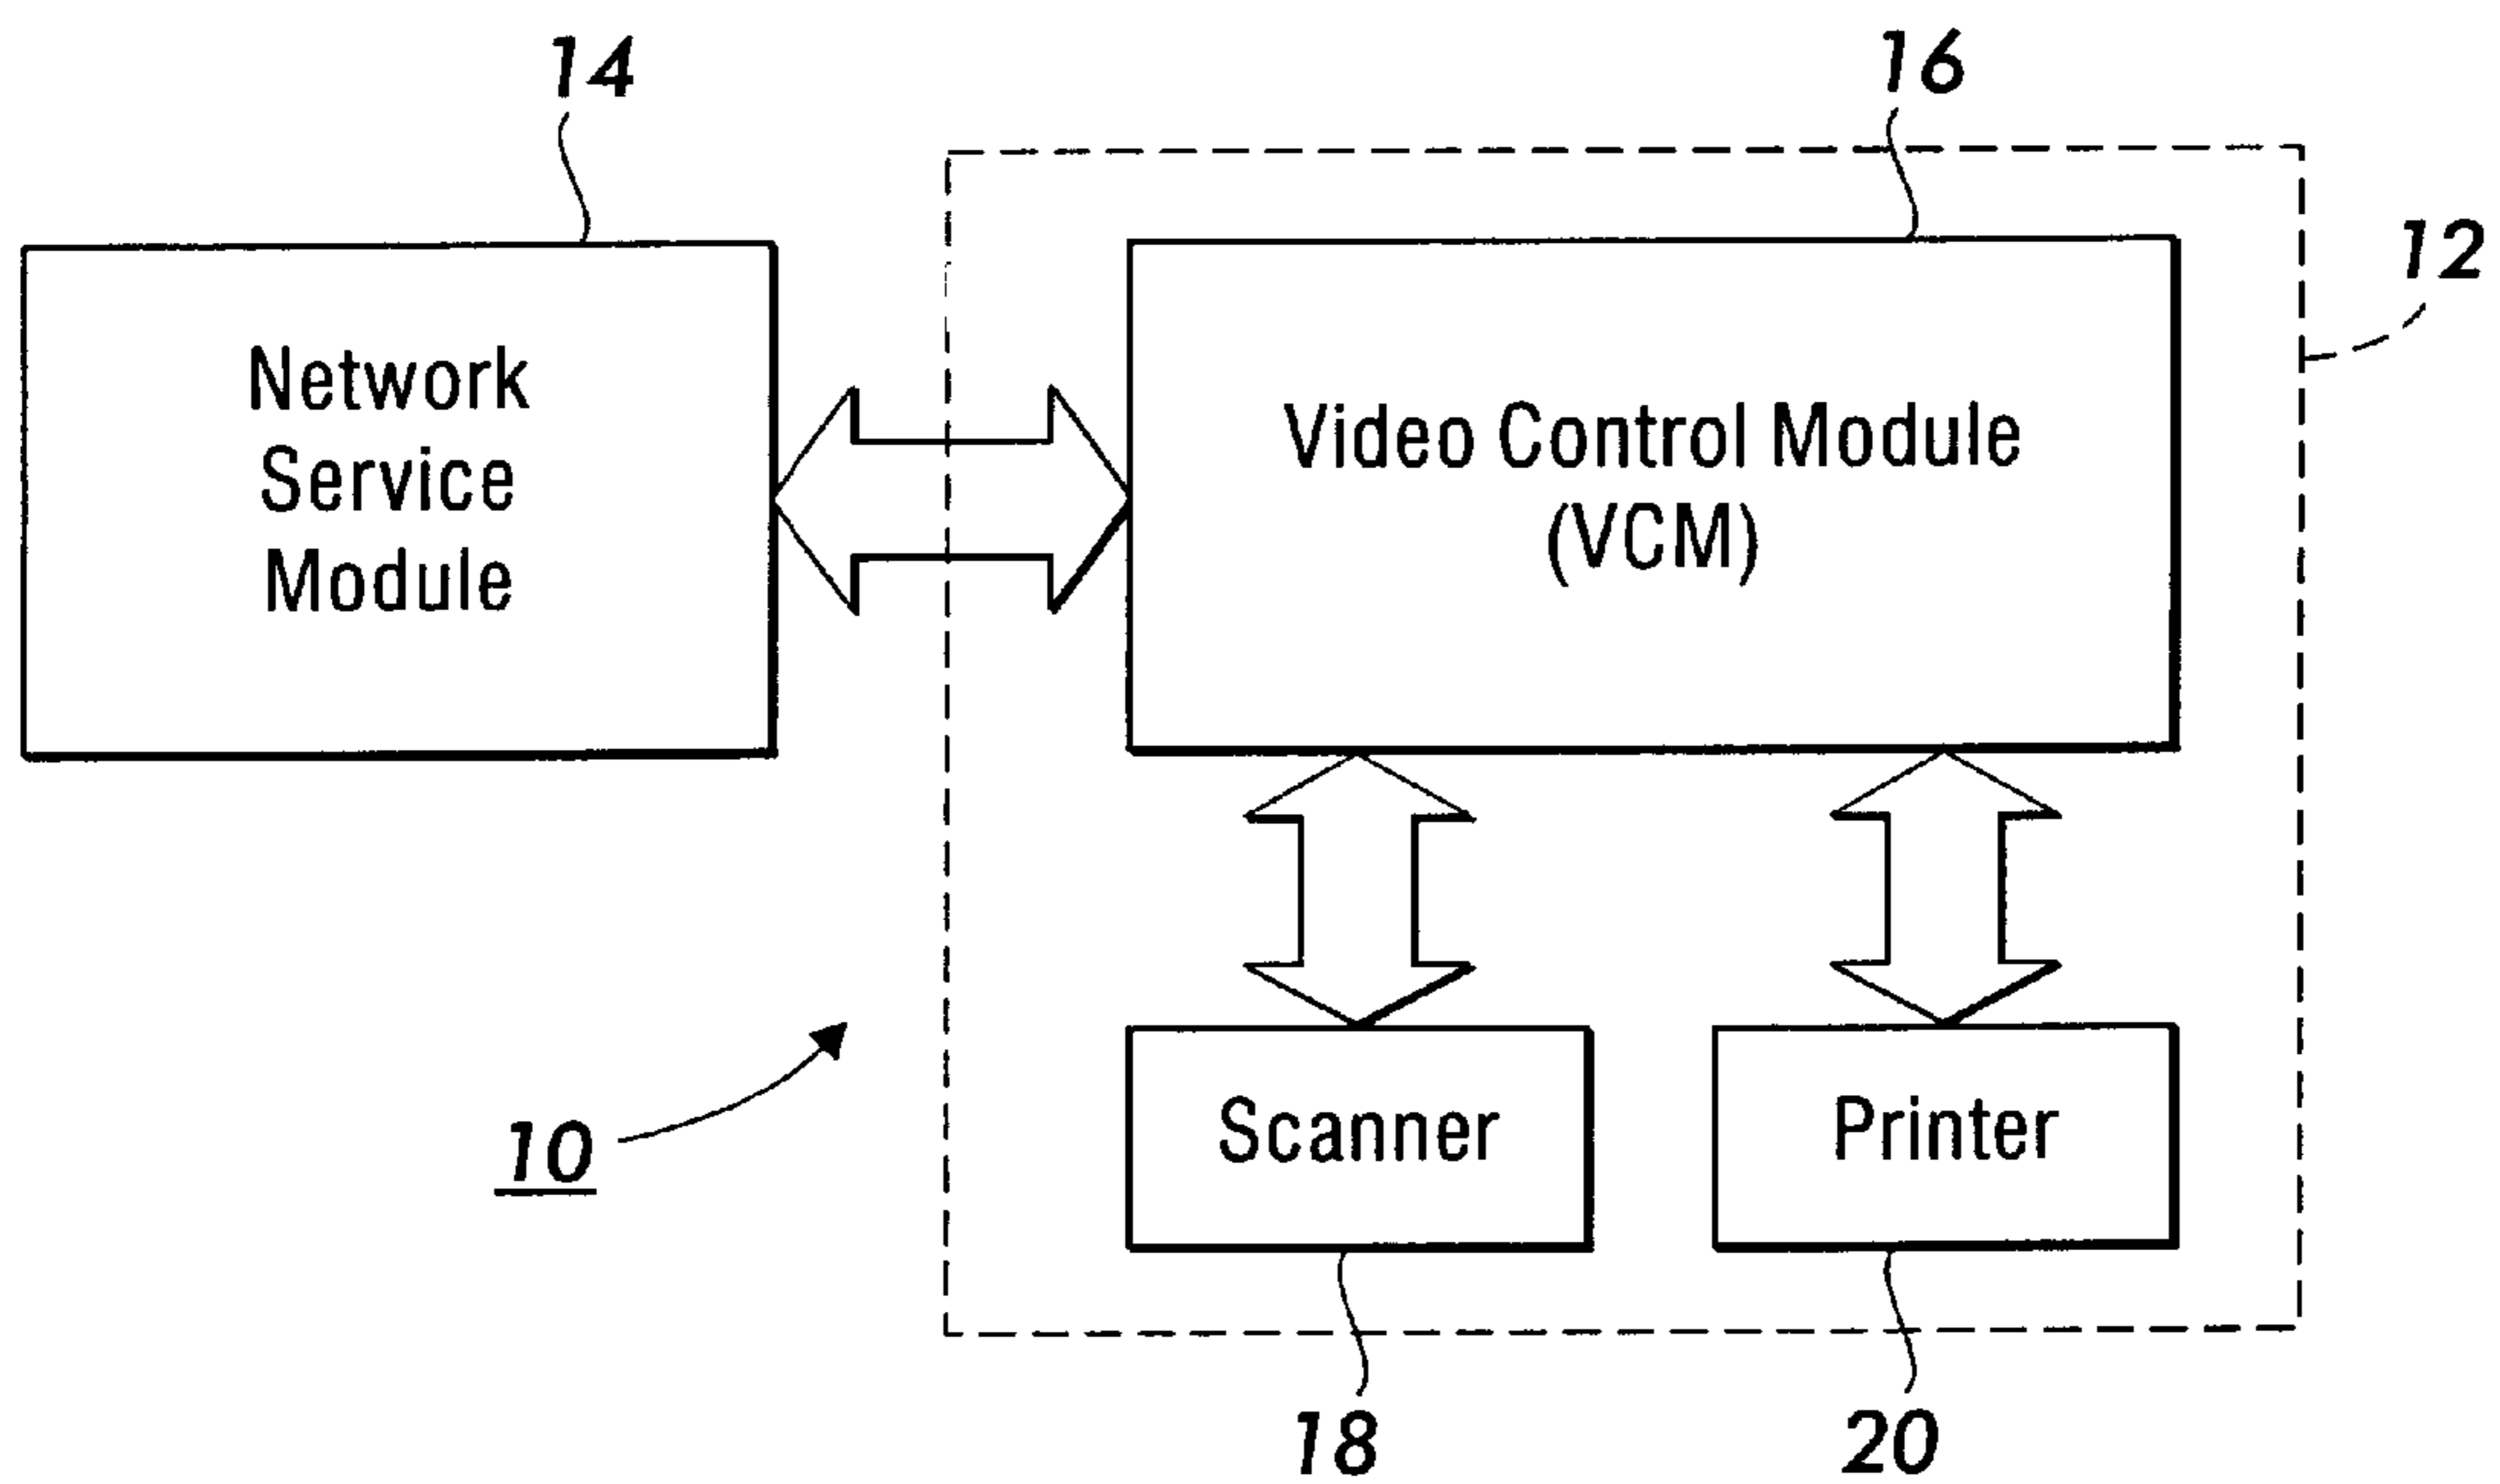 14
16
12
Network
Service
Module
Video Control Module
(VCM)
10
Scanner
Printer
18
20